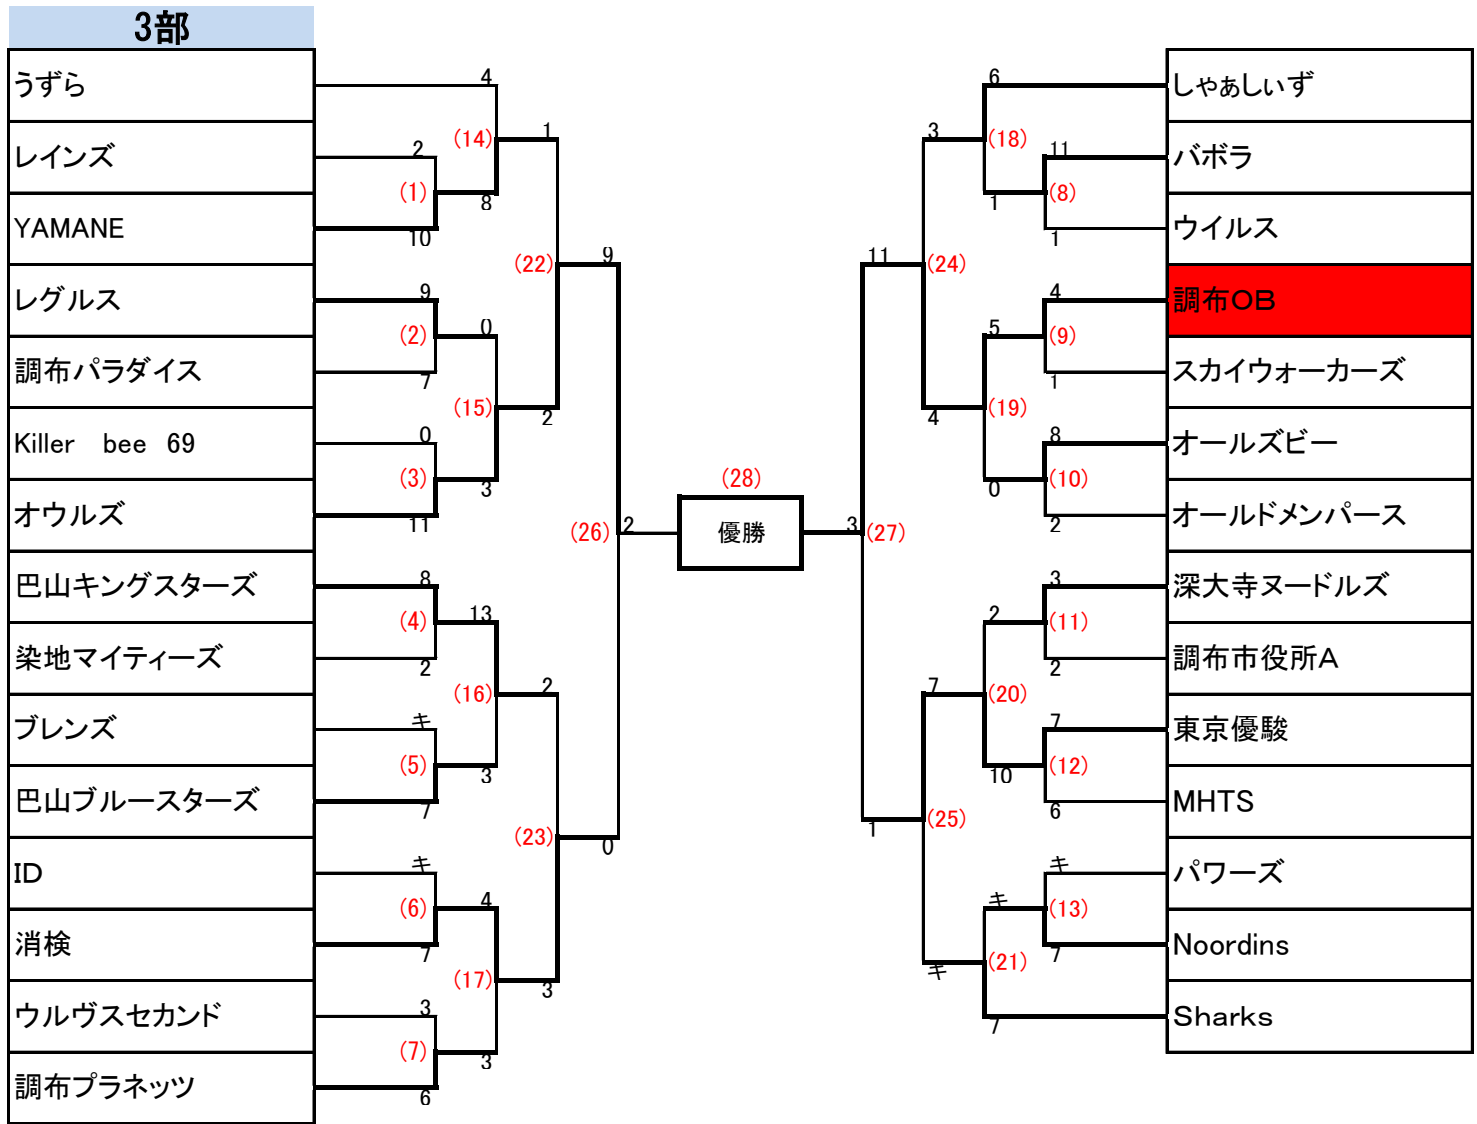 3部
うずら
レインズ
YAMANE
レグルス
調布パラダイス
Killer bee 69
オウルズ
巴山キングスターズ
染地マイティーズ
ブレンズ
巴山ブルースターズ
ID
消検
ウルヴスセカンド
調布プラネッツ
4
2
(14)
1
(1)
8
10
(22)
9
9
(2)
0
7
(15)
2
0
(3)
3
11
(26)
2
8
(4)
13
2
(16)
2
キ
(5)
3
7
(23)
0
キ
(6)
4
7
(17)
3
3
(7)
3
6
(28)
優勝
6
3
(18)
11
(8)
1
1
11
(24)
4
5
(9)
1
4
(19)
8
(10)
0
2
3
(27)
3
2
(11)
2
7
(20)
7
(12)
10
6
1
(25)
キ
キ
(13)
7
キ
(21)
7
しゃぁしぃず
バボラ
ウイルス
調布OB
スカイウォーカーズ
オールズビー
オールドメンパース
深大寺ヌードルズ
調布市役所A
東京優駿
MHTS
パワーズ
Noordins
Sharks